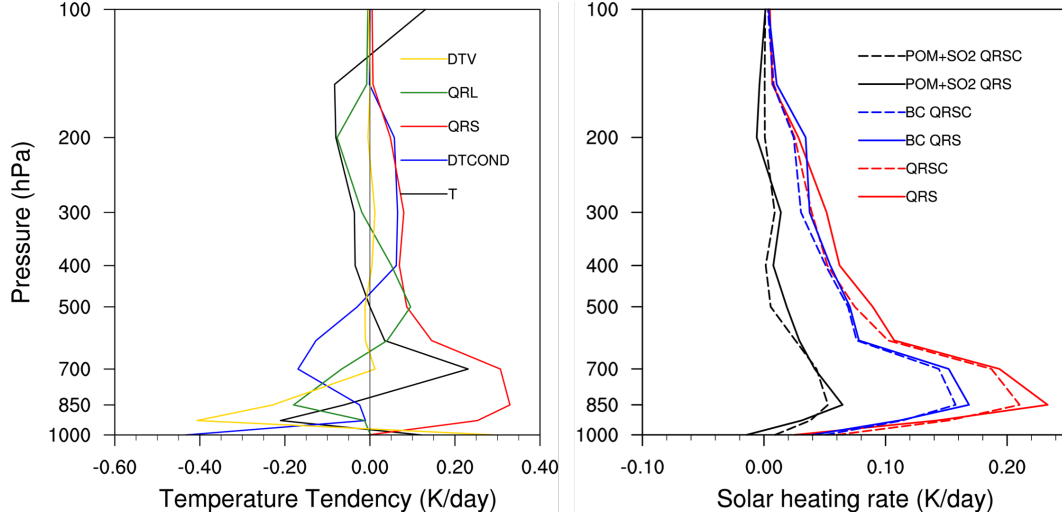 100
200
300
400
500
700
850
1000
Pressure (hPa)
DTV
QRL
QRS
DTCOND
T
-0.60
-0.40
-0.20
0.00
0.20
0.40
Temperature Tendency (K/day)
100
200
300
400
500
700
850
1000
POM+SO2 QRSC
POM+SO2 QRS
BC QRSC
BC QRS
QRSC
QRS
-0.10
0.00
0.10
0.20
Solar heating rate (K/day)